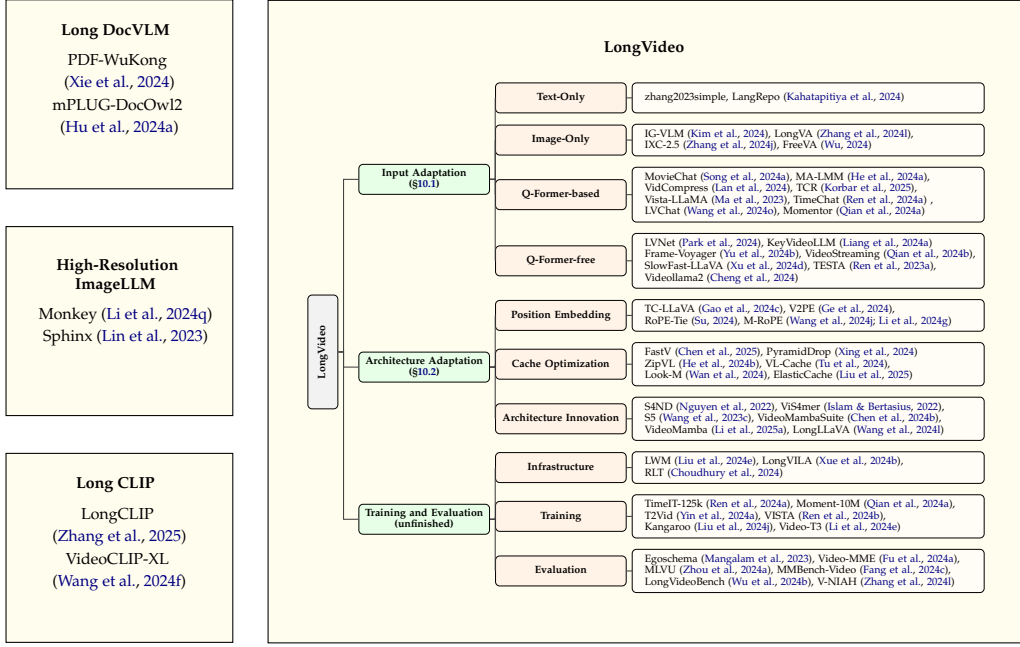 Long DocVLM
PDF-WuKong
(Xie et al., 2024)
mPLUG-DocOwl2
(Hu et al., 2024a)
High-Resolution
ImageLLM
Monkey (Li et al., 2024q)
Sphinx (Lin et al., 2023)
Long CLIP
LongCLIP
(Zhang et al., 2025)
VideoCLIP-XL
(Wang et al., 2024f)
LongVideo
LongVideo
Input Adaptation
(§10.1)
Text-Only
zhang2023simple, LangRepo (Kahatapitiya et al., 2024)
Image-Only
IG-VLM (Kim et al., 2024), LongVA (Zhang et al., 2024l),
IXC-2.5 (Zhang et al., 2024j), FreeVA (Wu, 2024)
Q-Former-based
MovieChat (Song et al., 2024a), MA-LMM (He et al., 2024a),
VidCompress (Lan et al., 2024), TCR (Korbar et al., 2025),
Vista-LLaMA (Ma et al., 2023), TimeChat (Ren et al., 2024a) ,
LVChat (Wang et al., 2024o), Momentor (Qian et al., 2024a)
Q-Former-free
LVNet (Park et al., 2024), KeyVideoLLM (Liang et al., 2024a)
Frame-Voyager (Yu et al., 2024b), VideoStreaming (Qian et al., 2024b),
SlowFast-LLaVA (Xu et al., 2024d), TESTA (Ren et al., 2023a),
Videollama2 (Cheng et al., 2024)
Architecture Adaptation
(§10.2)
Position Embedding
TC-LLaVA (Gao et al., 2024c), V2PE (Ge et al., 2024),
RoPE-Tie (Su, 2024), M-RoPE (Wang et al., 2024j; Li et al., 2024g)
Cache Optimization
FastV (Chen et al., 2025), PyramidDrop (Xing et al., 2024)
ZipVL (He et al., 2024b), VL-Cache (Tu et al., 2024),
Look-M (Wan et al., 2024), ElasticCache (Liu et al., 2025)
Architecture Innovation
S4ND (Nguyen et al., 2022), ViS4mer (Islam & Bertasius, 2022),
S5 (Wang et al., 2023c), VideoMambaSuite (Chen et al., 2024b),
VideoMamba (Li et al., 2025a), LongLLaVA (Wang et al., 2024l)
Training and Evaluation
(unfinished)
Infrastructure
LWM (Liu et al., 2024e), LongVILA (Xue et al., 2024b),
RLT (Choudhury et al., 2024)
Training
TimeIT-125k (Ren et al., 2024a), Moment-10M (Qian et al., 2024a),
T2Vid (Yin et al., 2024a), VISTA (Ren et al., 2024b),
Kangaroo (Liu et al., 2024j), Video-T3 (Li et al., 2024e)
Evaluation
Egoschema (Mangalam et al., 2023), Video-MME (Fu et al., 2024a),
MLVU (Zhou et al., 2024a), MMBench-Video (Fang et al., 2024c),
LongVideoBench (Wu et al., 2024b), V-NIAH (Zhang et al., 2024l)